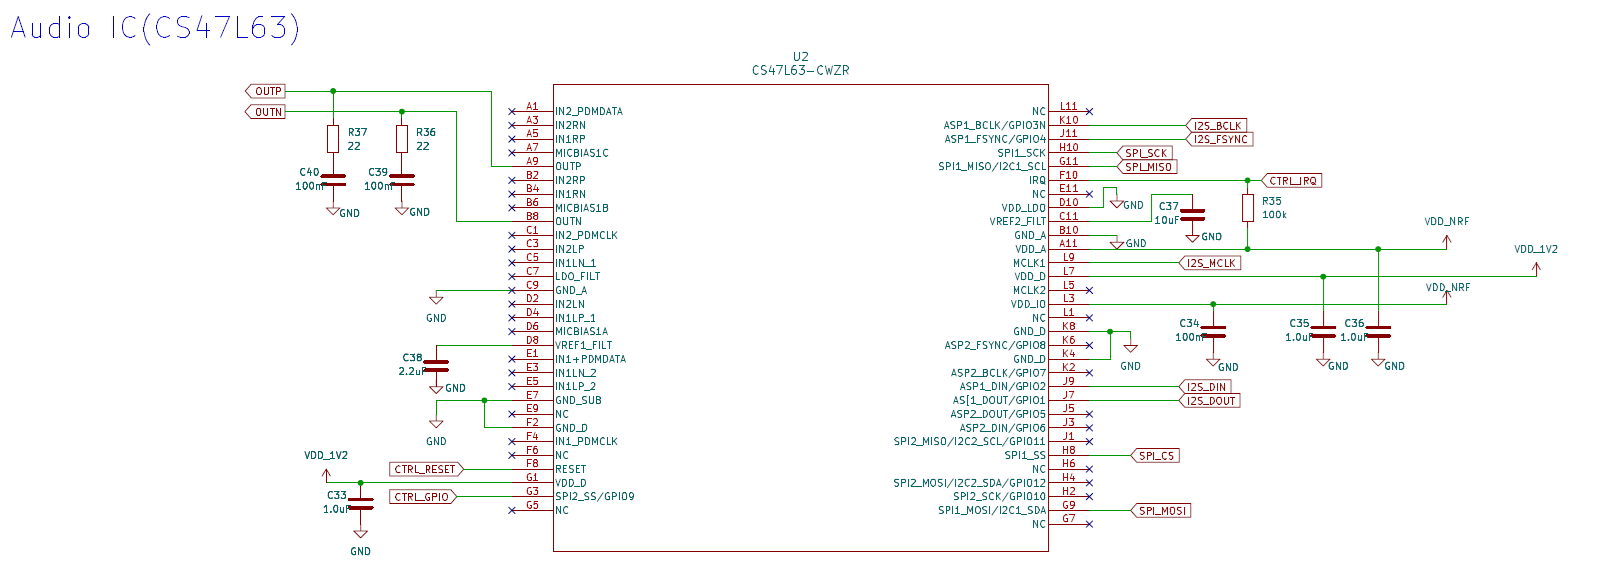 Audio IC(CS47L63)
U2
CS47L63-CWZR
OUTP
OUTN
R37
22
R36
22
C40
100m
C39
100m
GND
GND
A1 IN2_PDMDATA
A3 IN2RN
A5 IN1RP
A7 MICBIAS1C
A9 OUTP
B2 IN2RP
B4 IN1RN
B6 MICBIAS1B
B8 OUTN
C1 IN2_PDMCLK
C3 IN2LP
C5 IN1LN_1
C7 LDO_FILT
C9 GND_A
D2 IN2LN
D4 IN1LP_1
D6 MICBIAS1A
D8 VREF1_FILT
E1 IN1+PDMDATA
E3 IN1LN_2
E5 IN1LP_2
E7 GND_SUB
E9 NC
F2 GND_D
F4 IN1_PDMCLK
F6 NC
F8 RESET
G1 VDD_D
G3 SPI2_SS/GPIO9
G5 NC
GND
C38
2.2uF
GND
GND
VDD_1V2
CTRL_RESET
CTRL_GPIO
C33
1.0uF
GND
NC L11
ASP1_BCLK/GPIO3N K10 I2S_BCLK
ASP1_FSYNC/GPIO4 J11 I2S_FSYNC
SPI1_SCK H10 SPI_SCK
SPI1_MISO/I2C1_SCL G11 SPI_MISO
IRQ F10 CTRL_IRQ
NC E11
VDD_LDO D10 GND
VREF2_FILT C11
GND_A B10 GND
VDD_A A11
MCLK1 L9 I2S_MCLK
VDD_D L7
MCLK2 L5
VDD_IO L3
NC L1
GND_D K8
ASP2_FSYNC/GPIO8 K6
GND_D K4
ASP2_BCLK/GPIO7 K2
ASP1_DIN/GPIO2 J9 I2S_DIN
AS[1_DOUT/GPIO1 J7 I2S_DOUT
ASP2_DOUT/GPIO5 J5
ASP2_DIN/GPIO6 J3
SPI2_MISO/I2C2_SCL/GPIO11 J1
SPI1_SS H8 SPI_CS
NC H6
SPI2_MOSI/I2C2_SDA/GPIO12 H4
SPI2_SCK/GPIO10 H2
SPI1_MOSI/I2C1_SDA G9 SPI_MOSI
NC G7
C37
10uF
GND
R35
100k
VDD_NRF
VDD_1V2
VDD_NRF
C34
100m
GND
C35
1.0uF
GND
C36
1.0uF
GND
GND